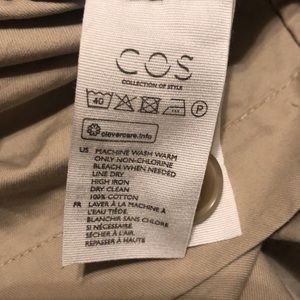 COS
COLLECTION OF STYLE
40
P
clevercare.info
US MACHINE WASH WARM
ONLY NON-CHLORINE
BLEACH WHEN NEEDED
LINE DRY
HIGH IRON
DRY CLEAN
100% COTTON
FR LAVER À LA MACHINE À
L'EAU TIÈDE
BLANCHIR SANS CHLORE
SI NÉCESSAIRE
SÉCHER À L'AIR
REPASSER À HAUTE